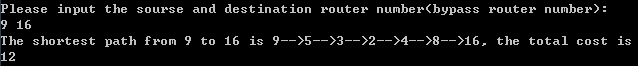 Please input the sourse and destination router number(bypass router number):
9 16
The shortest path from 9 to 16 is 9-->5-->3-->2-->4-->8-->16, the total cost is
12